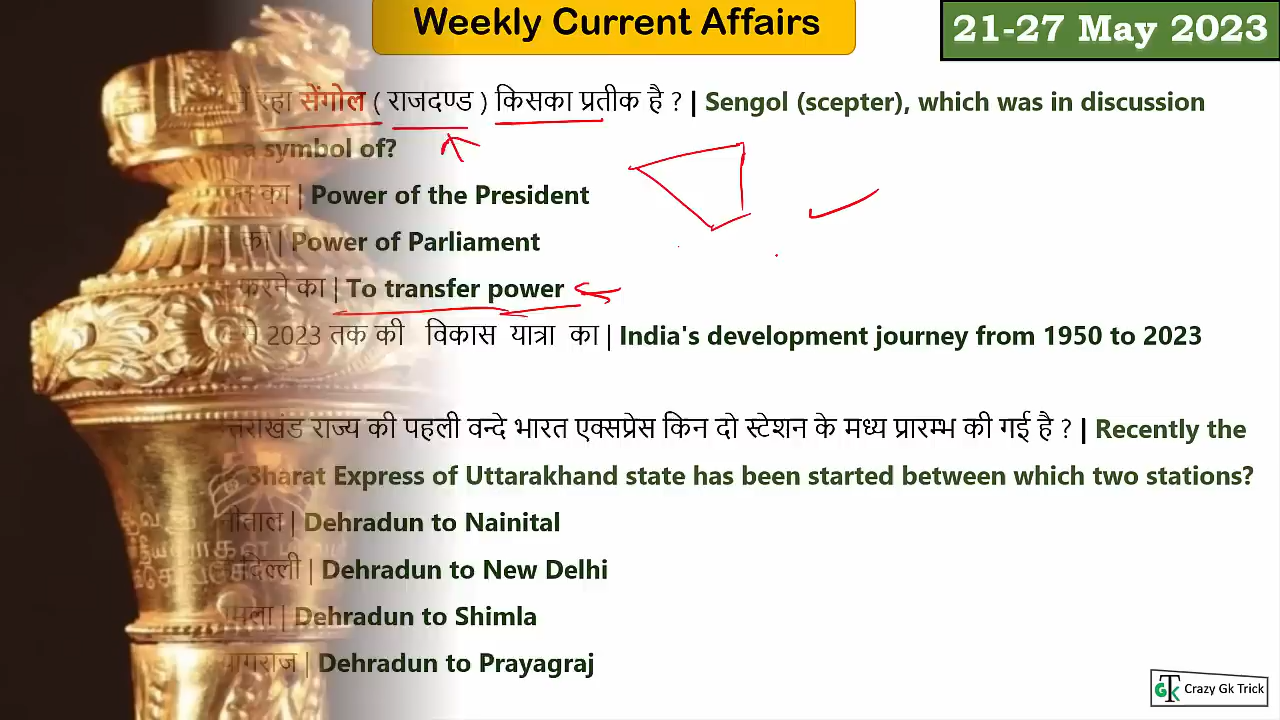 Weekly Current Affairs
21-27 May 2023
में रहा सेंगोल ( राजदण्ड ) किसका प्रतीक है ? | Sengol (scepter), which was in discussion
a symbol of?
का | Power of the President
का | Power of Parliament
करने का | To transfer power
से 2023 तक की विकास यात्रा का | India's development journey from 1950 to 2023
राज्य की पहली वन्दे भारत एक्सप्रेस किन दो स्टेशन के मध्य प्रारम्भ की गई है ? | Recently the
Bharat Express of Uttarakhand state has been started between which two stations?
| Dehradun to Nainital
| Dehradun to New Delhi
| Dehradun to Shimla
| Dehradun to Prayagraj
GTK Crazy Gk Trick